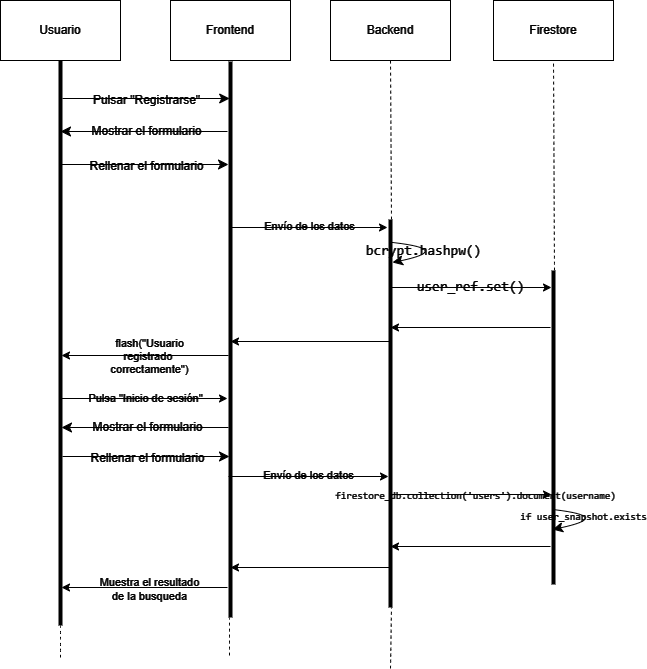 Usuario
Frontend
Backend
Firestore
Pulsar "Registrarse"
Mostrar el formulario
Rellenar el formulario
Envío de los datos
bcrypt.hashpw()
user_ref.set()
flash("Usuario
registrado
correctamente")
Pulsa "Inicio de sesión"
Mostrar el formulario
Rellenar el formulario
Envío de los datos
firestore_db.collection('users').document(username)
if user_snapshot.exists
Muestra el resultado
de la busqueda